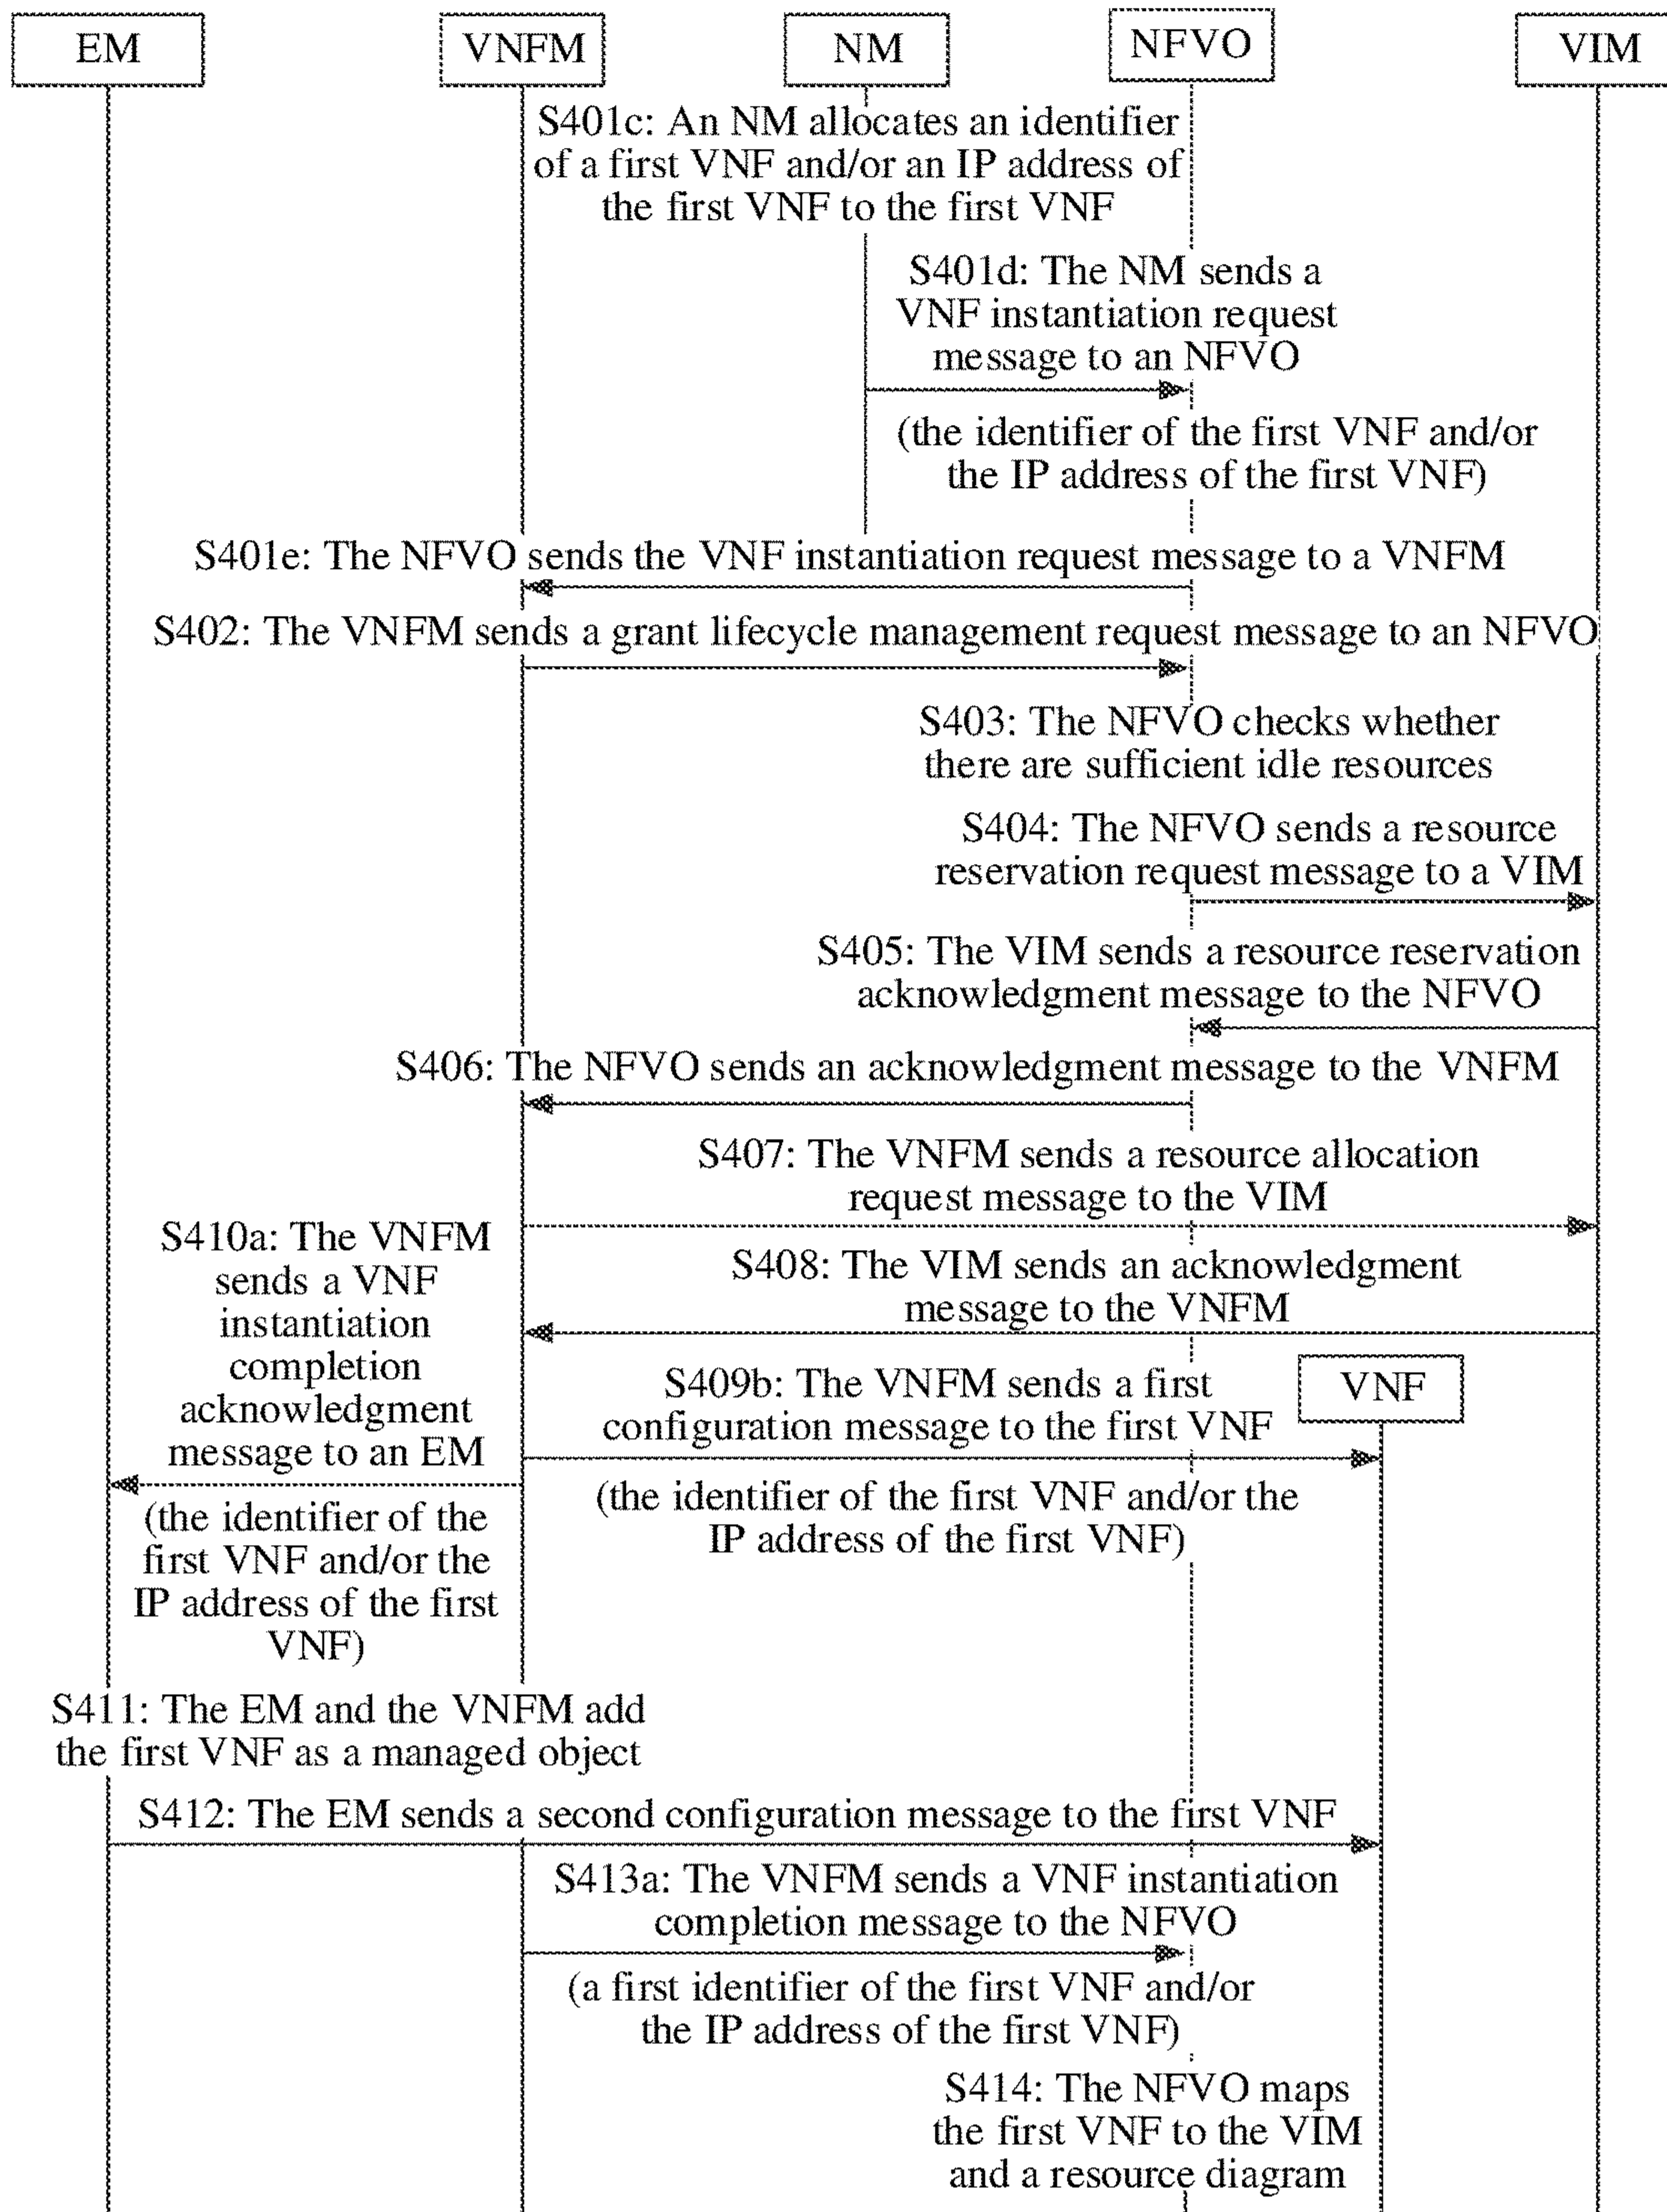 EM
VNFM
NM
NFVO
VIM
S401c: An NM allocates an identifier
of a first VNF and/or an IP address of
the first VNF to the first VNF
S401d: The NM sends a
VNF instantiation request
message to an NFVO
(the identifier of the first VNF and/or
the IP address of the first VNF)
S401e: The NFVO sends the VNF instantiation request message to a VNFM
S402: The VNFM sends a grant lifecycle management request message to an NFVO
S403: The NFVO checks whether
there are sufficient idle resources
S404: The NFVO sends a resource
reservation request message to a VIM
S405: The VIM sends a resource reservation
acknowledgment message to the NFVO
S406: The NFVO sends an acknowledgment message to the VNFM
S407: The VNFM sends a resource allocation
request message to the VIM
S410a: The VNFM
sends a VNF
instantiation
completion
acknowledgment
message to an EM
(the identifier of the
first VNF and/or the
IP address of the first
VNF)
S408: The VIM sends an acknowledgment
message to the VNFM
VNF
S409b: The VNFM sends a first
configuration message to the first VNF
(the identifier of the first VNF and/or the
IP address of the first VNF)
S411: The EM and the VNFM add
the first VNF as a managed object
S412: The EM sends a second configuration message to the first VNF
S413a: The VNFM sends a VNF instantiation
completion message to the NFVO
(a first identifier of the first VNF and/or
the IP address of the first VNF)
S414: The NFVO maps
the first VNF to the VIM
and a resource diagram